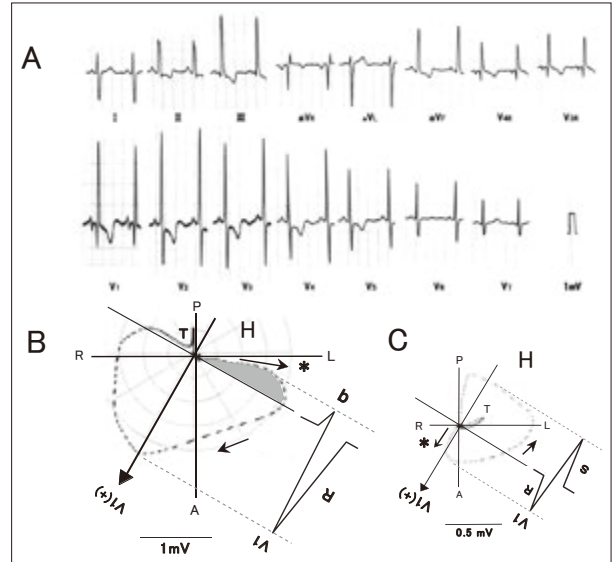 A
I II III aVR aVL aVF V4R V3R
V1 V2 V3 V4 V5 V6 V7 1mV
B
P
H
T
R L
*
q
R
V1(+)
A
V1
1mV
C
P
H
T
R L
*
s
R
V1(+)
A
V1
0.5 mV